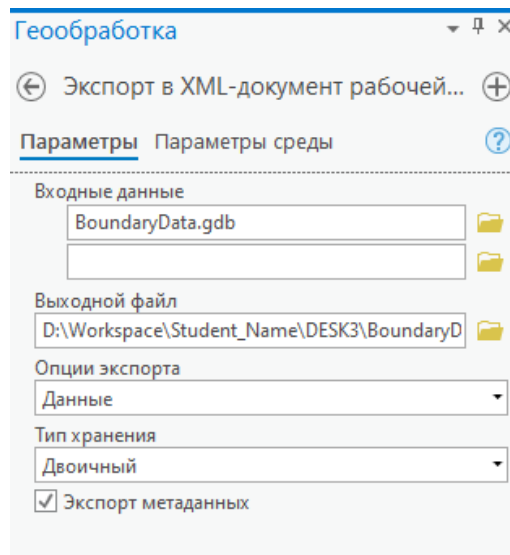 Геообработка
Экспорт в XML-документ рабочей...
Параметры Параметры среды
Входные данные
BoundaryData.gdb
Выходной файл
D:\Workspace\Student_Name\DESK3\BoundaryD
Опции экспорта
Данные
Тип хранения
Двоичный
Экспорт метаданных